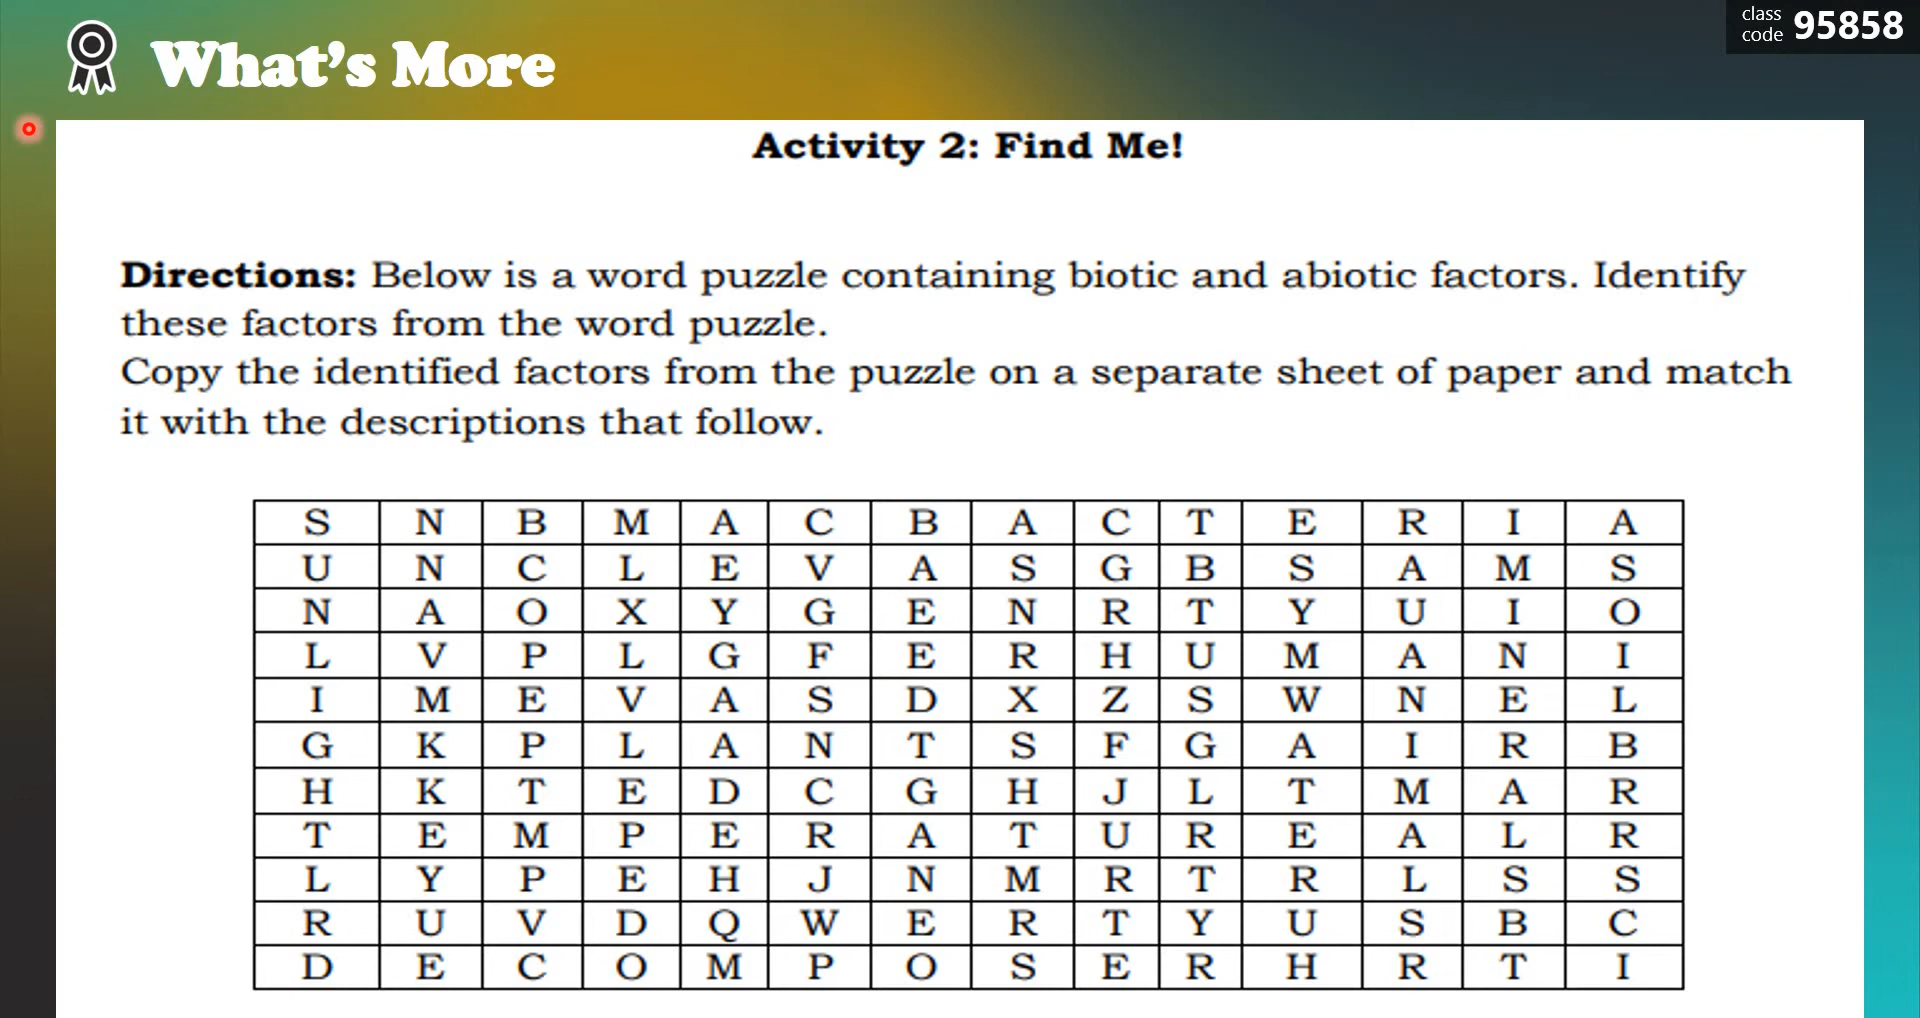 What's More
class code 95858
Activity 2: Find Me!
Directions: Below is a word puzzle containing biotic and abiotic factors. Identify
these factors from the word puzzle.
Copy the identified factors from the puzzle on a separate sheet of paper and match
it with the descriptions that follow.
S N B M A C B A C T E R I A
U N C L E V A S G B S A M S
N A O X Y G E N R T Y U I O
L V P L G F E R H U M A N I
I M E V A S D X Z S W N E L
G K P L A N T S F G A I R B
H K T E D C G H J L T M A R
T E M P E R A T U R E A L R
L Y P E H J N M R T R L S S
R U V D Q W E R T Y U S B C
D E C O M P O S E R H R T I